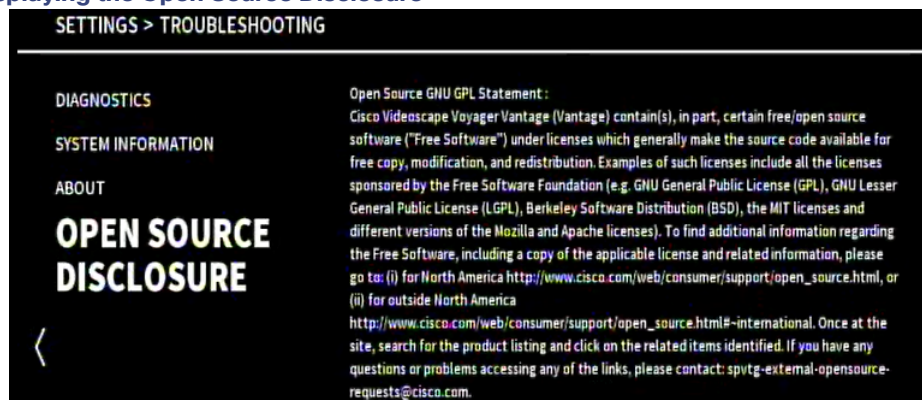 Displaying the Open Source Disclosure
SETTINGS > TROUBLESHOOTING
DIAGNOSTICS
SYSTEM INFORMATION
ABOUT
OPEN SOURCE
DISCLOSURE
Open Source GNU GPL Statement :
Cisco Videoscape Voyager Vantage (Vantage) contain(s), in part, certain free/open source
software ("Free Software") under licenses which generally make the source code available for
free copy, modification, and redistribution. Examples of such licenses include all the licenses
sponsored by the Free Software Foundation (e.g. GNU General Public License (GPL), GNU Lesser
General Public License (LGPL), Berkeley Software Distribution (BSD), the MIT licenses and
different versions of the Mozilla and Apache licenses). To find additional information regarding
the Free Software, including a copy of the applicable license and related information, please
go to: (i) for North America http://www.cisco.com/web/consumer/support/open_source.html, or
(ii) for outside North America
http://www.cisco.com/web/consumer/support/open_source.html#~international. Once at the
site, search for the product listing and click on the related items identified. If you have any
questions or problems accessing any of the links, please contact: spvtg-external-opensource-
requests@cisco.com.